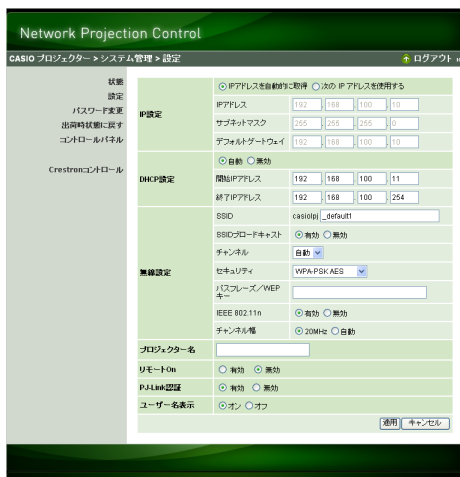 Network Projection Control
CASIO プロジェクター > システム管理 > 設定
ログアウト
状態
設定
パスワード変更
出荷時状態に戻す
コントロールパネル
Crestronコントロール
IP設定
IPアドレスを自動的に取得 次の IP アドレスを使用する
IPアドレス 192 . 168 . 100 . 10
サブネットマスク 255 . 255 . 255 . 0
デフォルトゲートウェイ 192 . 168 . 100 . 10
DHCP設定
自動 無効
開始IPアドレス 192 . 168 . 100 . 11
終了IPアドレス 192 . 168 . 100 . 254
無線設定
SSID casiolpj _default1
SSIDブロードキャスト 有効 無効
チャンネル 自動
セキュリティ WPA-PSK AES
パスフレーズ/WEP
キー
IEEE 802.11n 有効 無効
チャンネル幅 20MHz 自動
プロジェクター名
リモートOn 有効 無効
PJ-Link認証 有効 無効
ユーザー名表示 オン オフ
適用 キャンセル